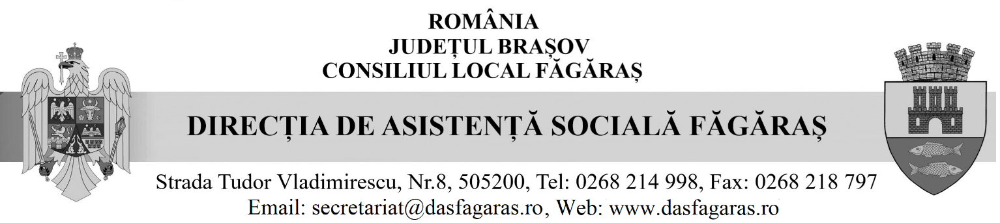 ROMÂNIA
JUDEȚUL BRAȘOV
CONSILIUL LOCAL FĂGĂRAȘ
DIRECȚIA DE ASISTENȚĂ SOCIALĂ FĂGĂRAȘ
Strada Tudor Vladimirescu, Nr.8, 505200, Tel: 0268 214 998, Fax: 0268 218 797
Email: secretariat@dasfagaras.ro, Web: www.dasfagaras.ro